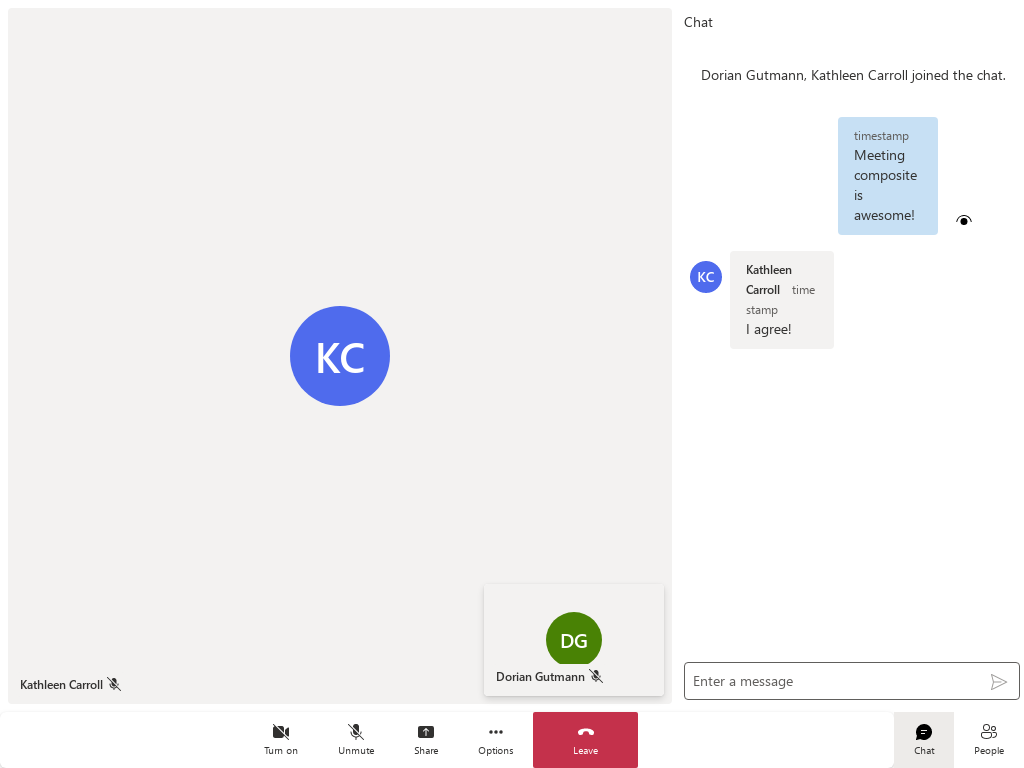 Chat
Dorian Gutmann, Kathleen Carroll joined the chat.
timestamp
Meeting
composite
is
awesome!
KC
Kathleen
Carroll time
stamp
I agree!
KC
DG
Kathleen Carroll
Dorian Gutmann
Enter a message
Turn on
Unmute
Share
Options
Leave
Chat
People